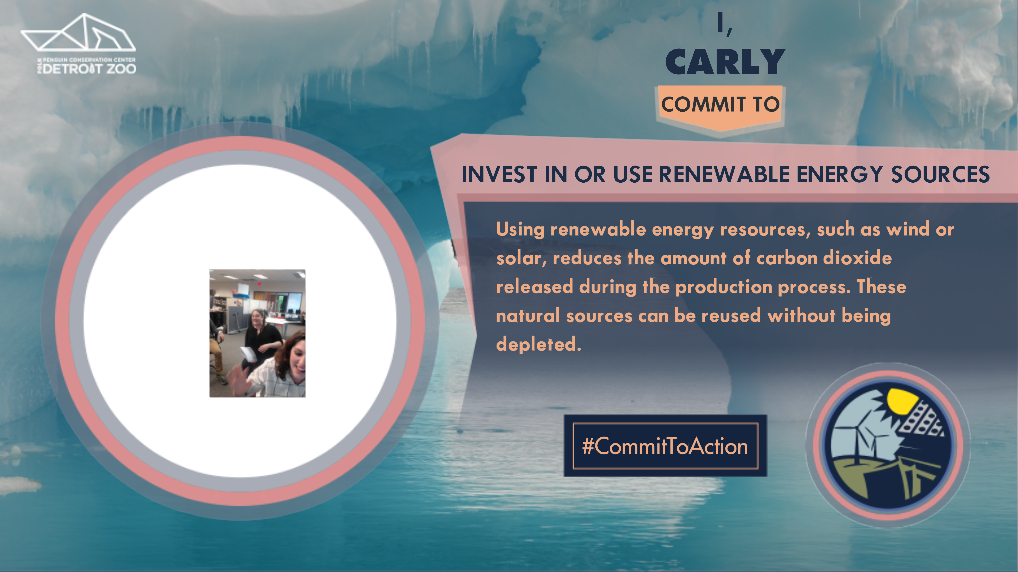 THE PENGUIN CONSERVATION CENTER
DETROIT ZOO
I,
CARLY
COMMIT TO
INVEST IN OR USE RENEWABLE ENERGY SOURCES
Using renewable energy resources, such as wind or
solar, reduces the amount of carbon dioxide
released during the production process. These
natural sources can be reused without being
depleted.
#CommitToAction